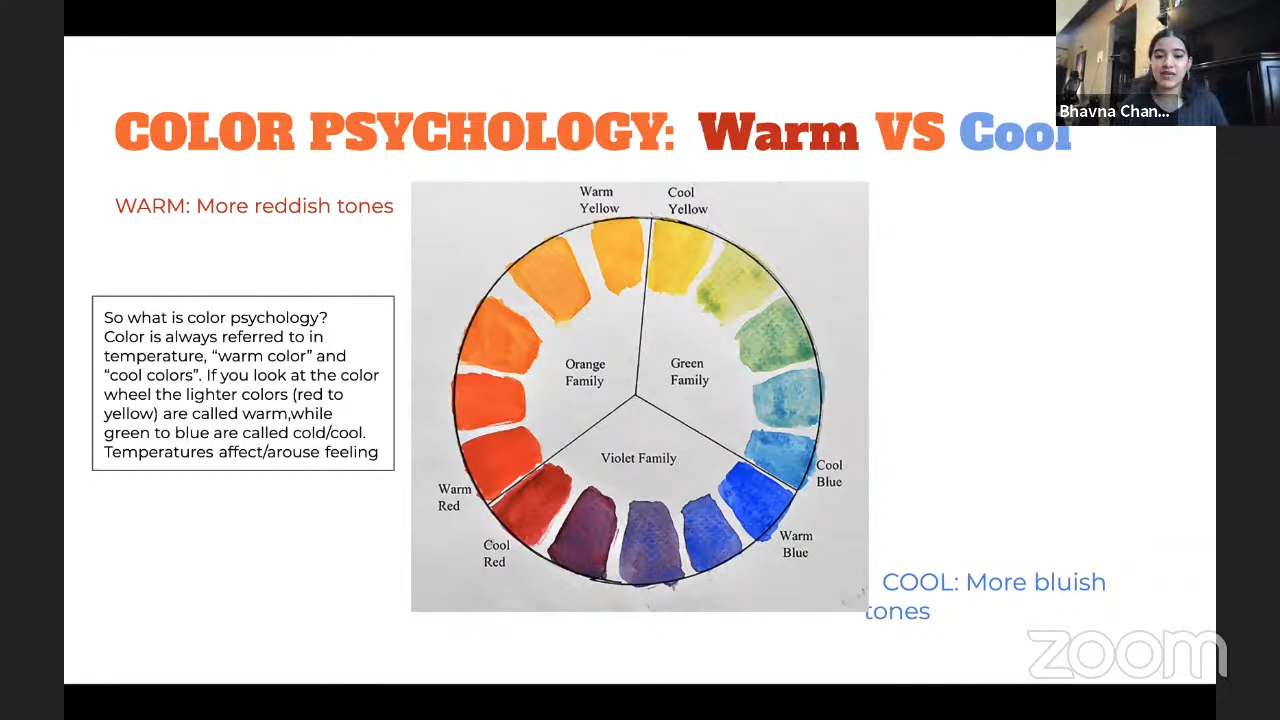 Bhavna Chan...
COLOR PSYCHOLOGY: Warm VS Cool
WARM: More reddish tones
So what is color psychology?
Color is always referred to in
temperature, “warm color” and
“cool colors”. If you look at the color
wheel the lighter colors (red to
yellow) are called warm,while
green to blue are called cold/cool.
Temperatures affect/arouse feeling
Warm
Yellow
Cool
Yellow
Orange
Family
Green
Family
Violet Family
Warm
Red
Cool
Red
Cool
Blue
Warm
Blue
COOL: More bluish
tones
zoom